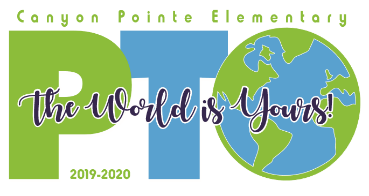 Canyon Pointe Elementary
PTO
the World is Yours!
2019-2020